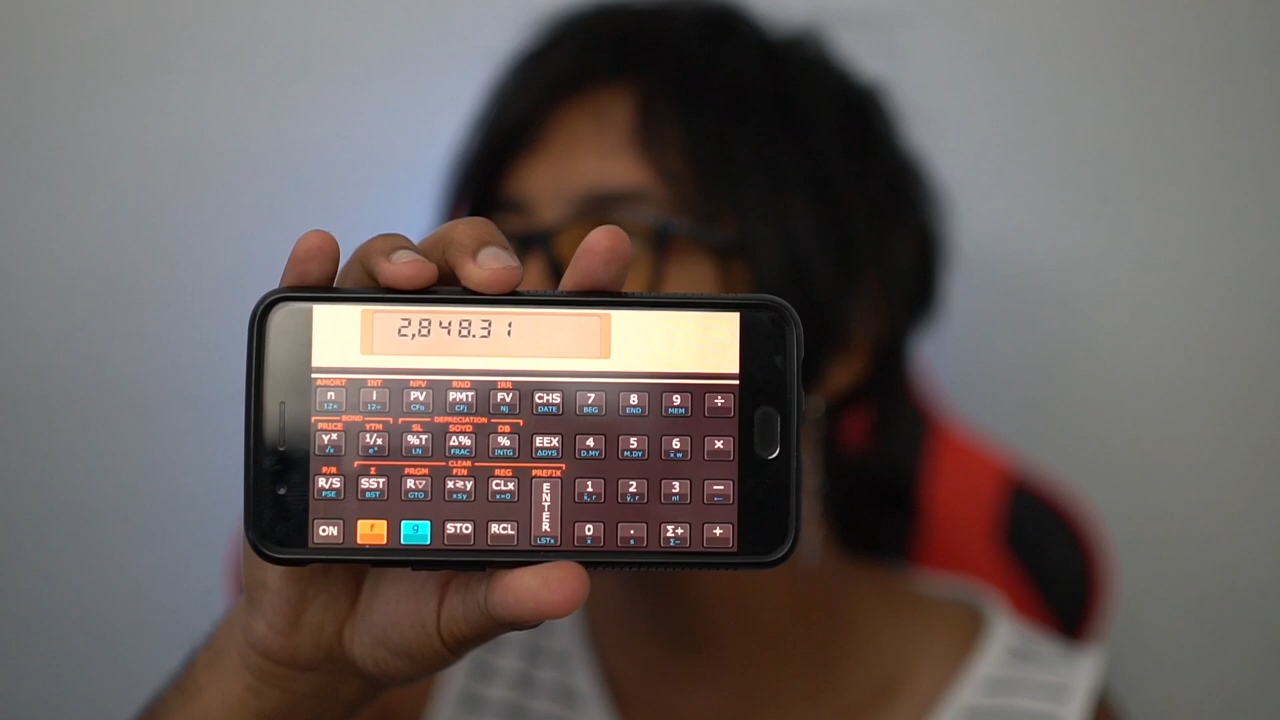 2,848.31
AMORT INT NPV RND IRR
n i PV PMT FV CHS 7 8 9 ÷
12× 12÷ CFo CFj Nj DATE BEG END MEM
BOND DEPRECIATION
PRICE YTM SL SOYD DB
Yˣ 1/x %T Δ% % EEX 4 5 6 ×
√x eˣ LN FRAC INTG ΔDYS D.MY M.DY x̄ w
CLEAR
P/R Σ PRGM FIN REG PREFIX
R/S SST R▽ x≷y CLx ENTER 1 2 3 −
PSE BST GTO x≤y x=0 x̂, r ŷ, r n! ←
ON f g STO RCL 0 . Σ+ +
LSTx x̄ s Σ−